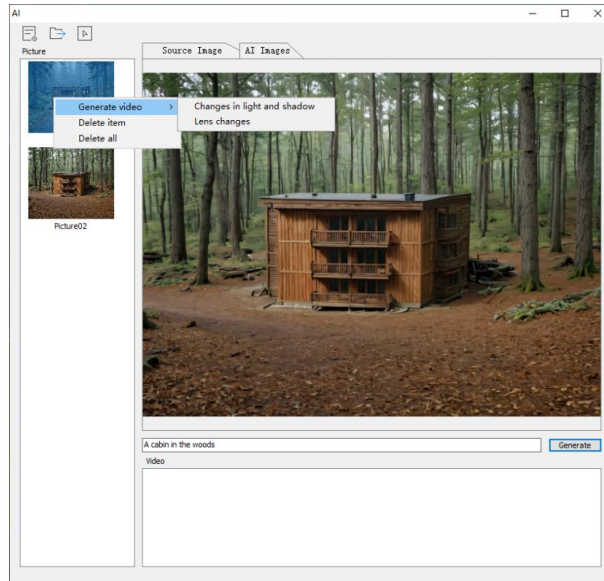 AI
Picture
Source Image
AI Images
Generate video
Changes in light and shadow
Delete item
Lens changes
Delete all
Picture02
A cabin in the woods
Generate
Video